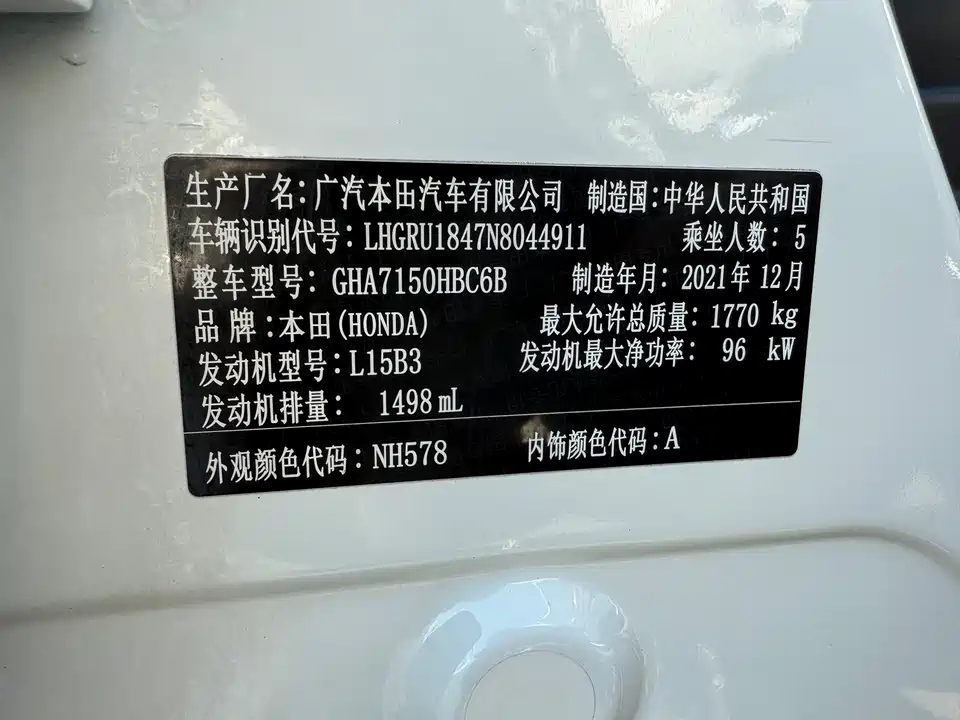 生产厂名：广汽本田汽车有限公司 制造国：中华人民共和国
车辆识别代号：LHGRU1847N8044911 乘坐人数：5
整车型号：GHA7150HBC6B 制造年月：2021年12月
品牌：本田(HONDA) 最大允许总质量：1770 kg
发动机型号：L15B3 发动机最大净功率： 96 kW
发动机排量： 1498 mL
外观颜色代码：NH578 内饰颜色代码：A